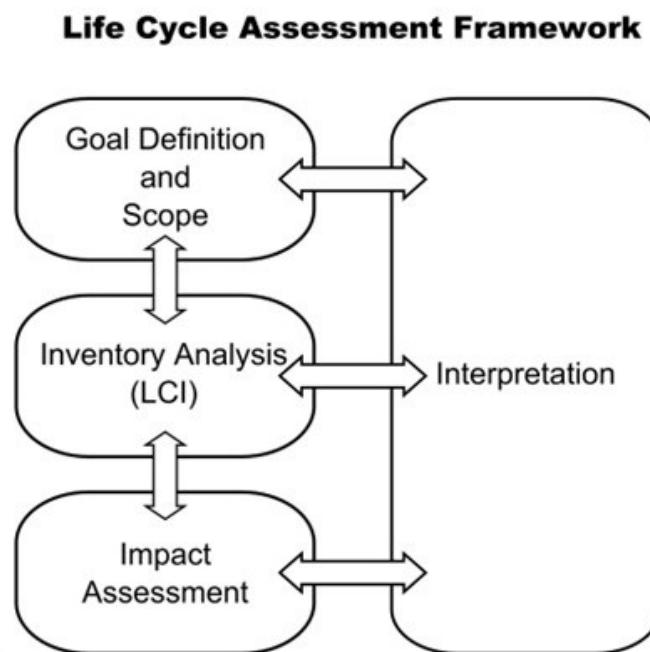 Life Cycle Assessment Framework
Goal Definition
and
Scope
Inventory Analysis
(LCI)
Interpretation
Impact
Assessment